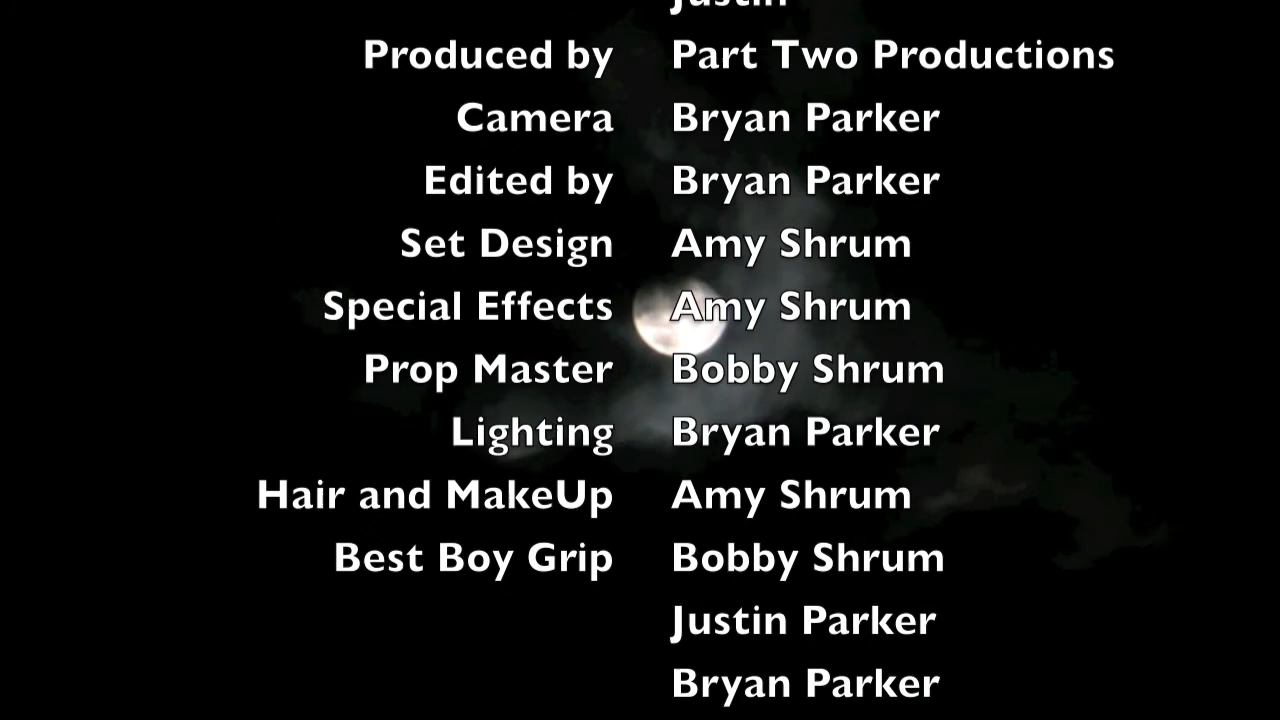 Justin
Produced by Part Two Productions
Camera Bryan Parker
Edited by Bryan Parker
Set Design Amy Shrum
Special Effects Amy Shrum
Prop Master Bobby Shrum
Lighting Bryan Parker
Hair and MakeUp Amy Shrum
Best Boy Grip Bobby Shrum
Justin Parker
Bryan Parker